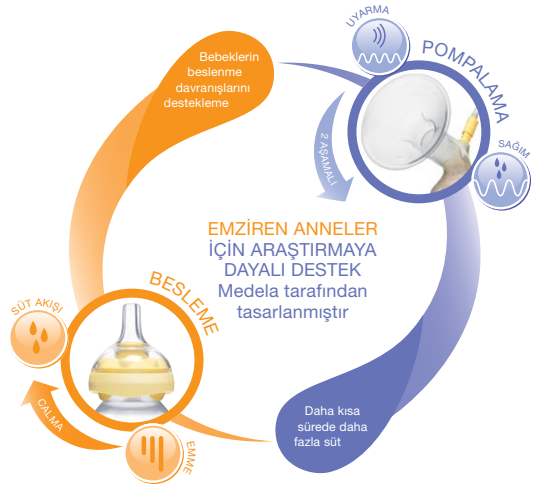 UYARMA
POMPALAMA
SAĞIM
2 AŞAMALI
Bebeklerin
beslenme
davranışlarını
destekleme
EMZİREN ANNELER
İÇİN ARAŞTIRMAYA
DAYALI DESTEK
Medela tarafından
tasarlanmıştır
BESLEME
SÜT AKIŞI
CALMA
EMME
Daha kısa
sürede daha
fazla süt